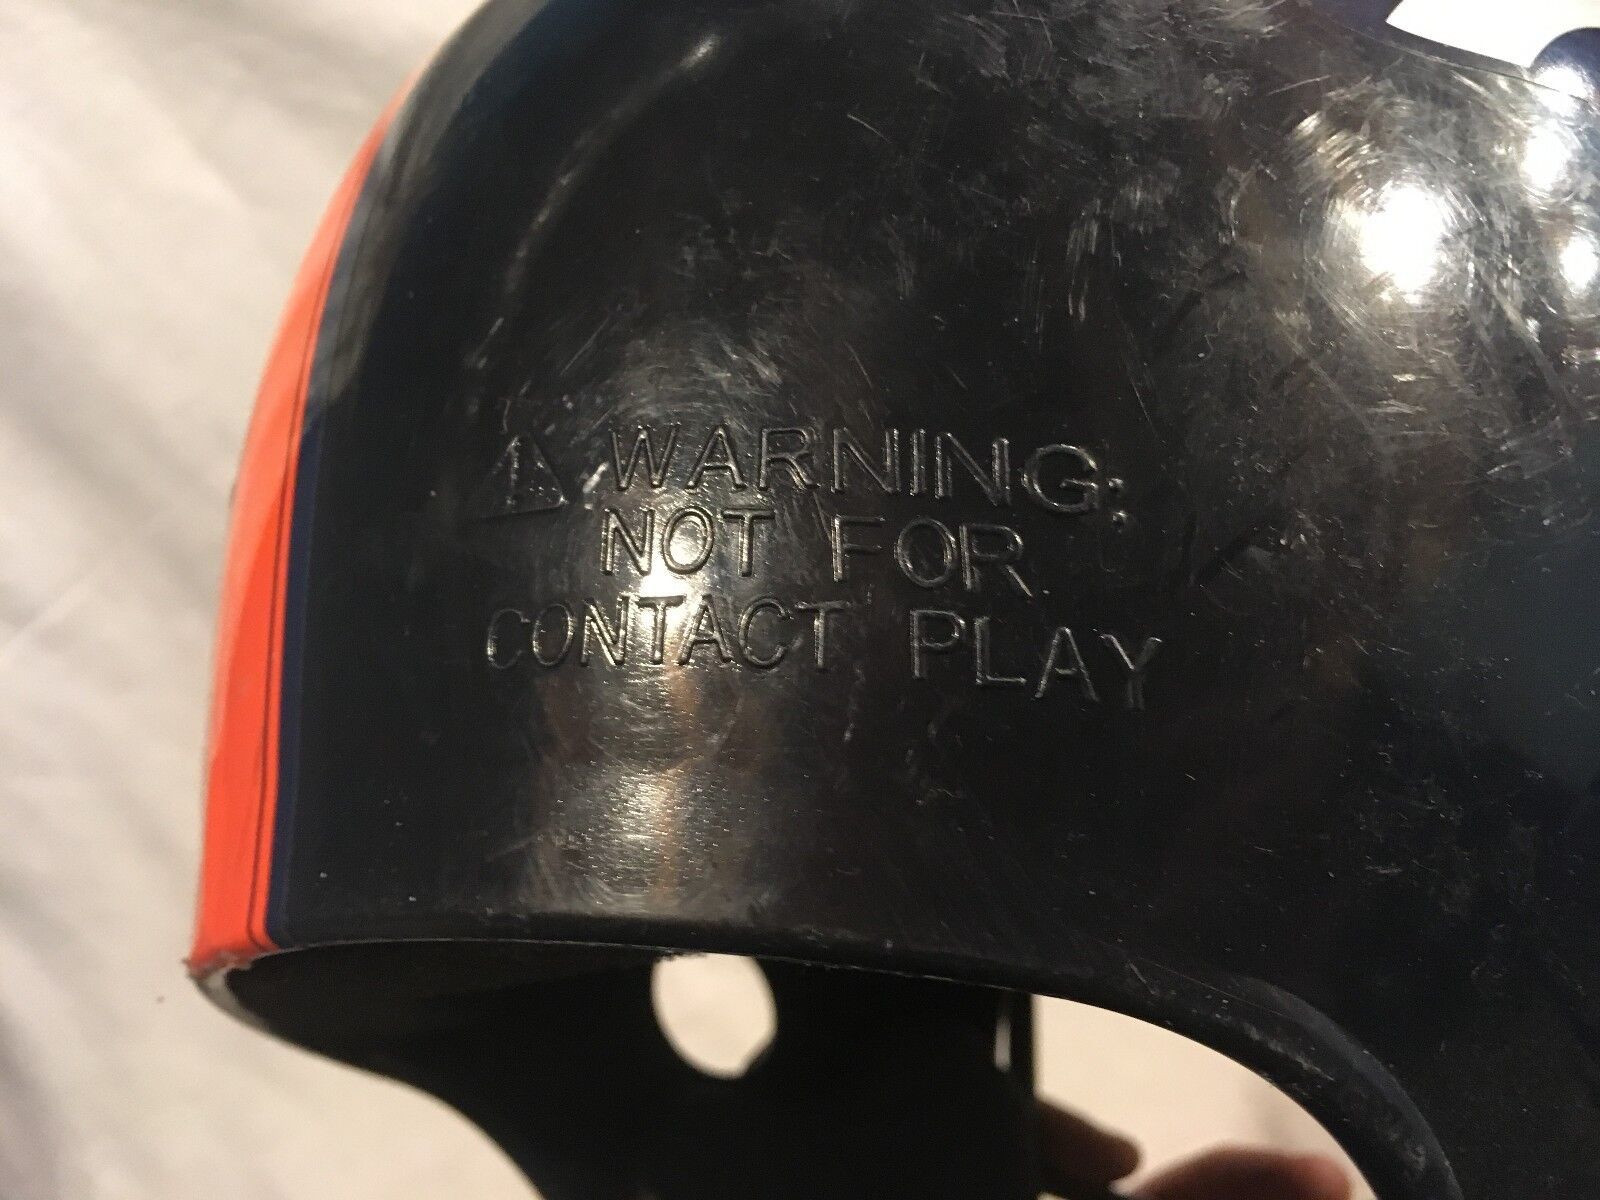 ⚠ WARNING;
NOT FOR
CONTACT PLAY